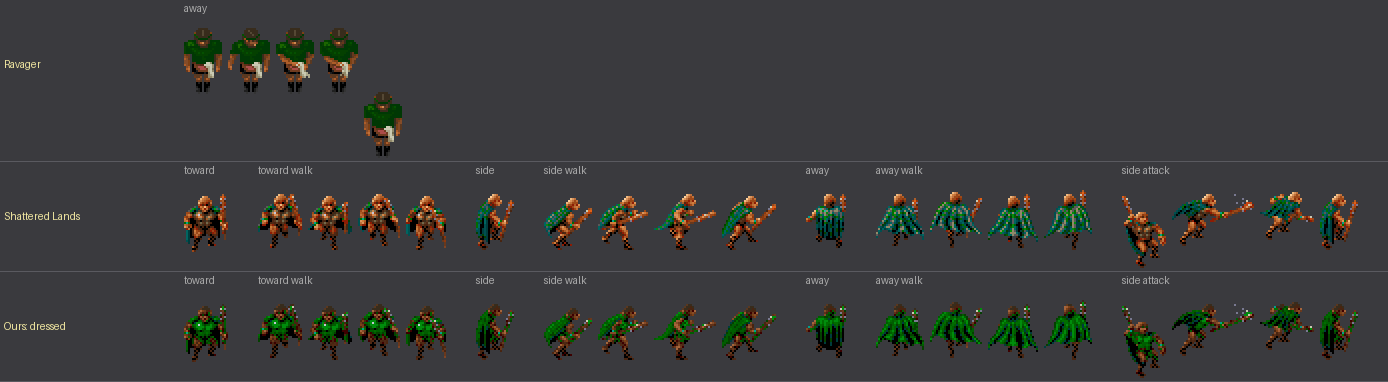 away
Ravager
toward toward walk side side walk away away walk side attack
Shattered Lands
toward toward walk side side walk away away walk side attack
Ours: dressed